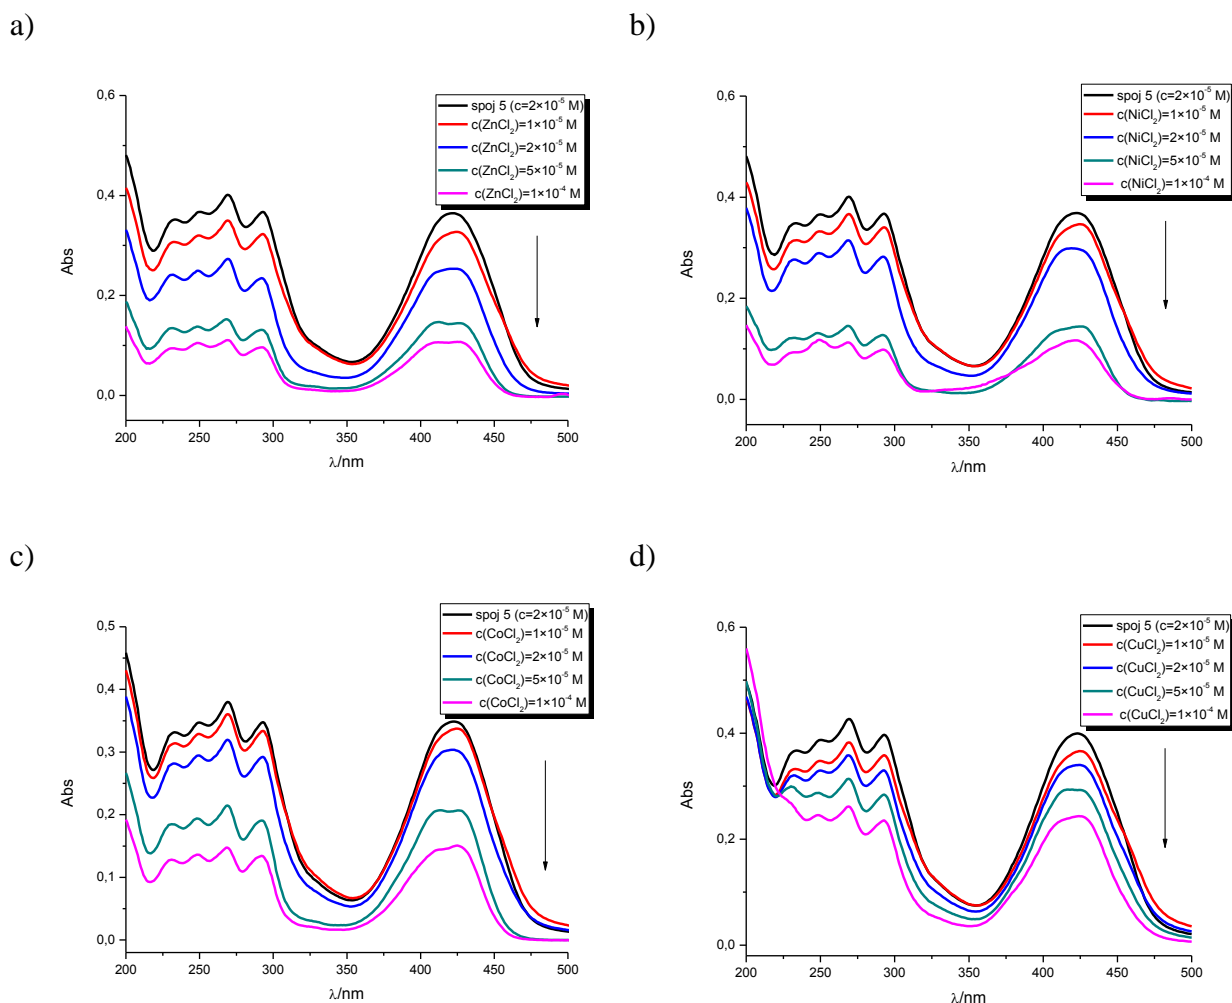 a)
0,6
0,4
0,2
0,0
Abs
200 250 300 350 400 450 500
λ/nm
spoj 5 (c=2×10⁻⁵ M)
c(ZnCl₂)=1×10⁻⁵ M
c(ZnCl₂)=2×10⁻⁵ M
c(ZnCl₂)=5×10⁻⁵ M
c(ZnCl₂)=1×10⁻⁴ M
b)
0,6
0,4
0,2
0,0
Abs
200 250 300 350 400 450 500
λ/nm
spoj 5 (c=2×10⁻⁵ M)
c(NiCl₂)=1×10⁻⁵ M
c(NiCl₂)=2×10⁻⁵ M
c(NiCl₂)=5×10⁻⁵ M
c(NiCl₂)=1×10⁻⁴ M
c)
0,5
0,4
0,3
0,2
0,1
0,0
Abs
200 250 300 350 400 450 500
λ/nm
spoj 5 (c=2×10⁻⁵ M)
c(CoCl₂)=1×10⁻⁵ M
c(CoCl₂)=2×10⁻⁵ M
c(CoCl₂)=5×10⁻⁵ M
c(CoCl₂)=1×10⁻⁴ M
d)
0,6
0,4
0,2
0,0
Abs
200 250 300 350 400 450 500
λ/nm
spoj 5 (c=2×10⁻⁵ M)
c(CuCl₂)=1×10⁻⁵ M
c(CuCl₂)=2×10⁻⁵ M
c(CuCl₂)=5×10⁻⁵ M
c(CuCl₂)=1×10⁻⁴ M